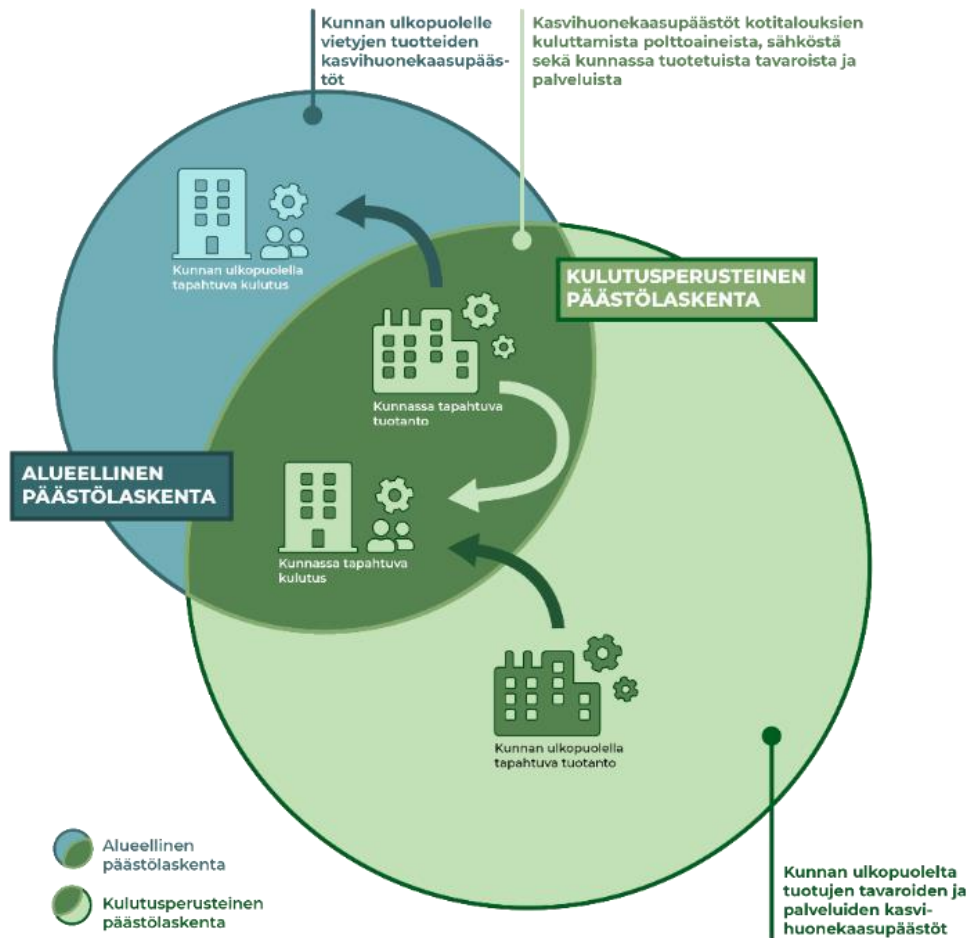 Kunnan ulkopuolelle
vietyjen tuotteiden
kasvihuonekaasupääs-
töt
Kasvihuonekaasupäästöt kotitalouksien
kuluttamista polttoaineista, sähköstä
sekä kunnassa tuotetuista tavaroista ja
palveluista
Kunnan ulkopuolella
tapahtuva kulutus
KULUTUSPERUSTEINEN
PÄÄSTÖLASKENTA
Kunnassa tapahtuva
tuotanto
ALUEELLINEN
PÄÄSTÖLASKENTA
Kunnassa tapahtuva
kulutus
Kunnan ulkopuolella
tapahtuva tuotanto
Alueellinen
päästölaskenta
Kulutusperusteinen
päästölaskenta
Kunnan ulkopuolelta
tuotujen tavaroiden ja
palveluiden kasvi-
huonekaasupäästöt